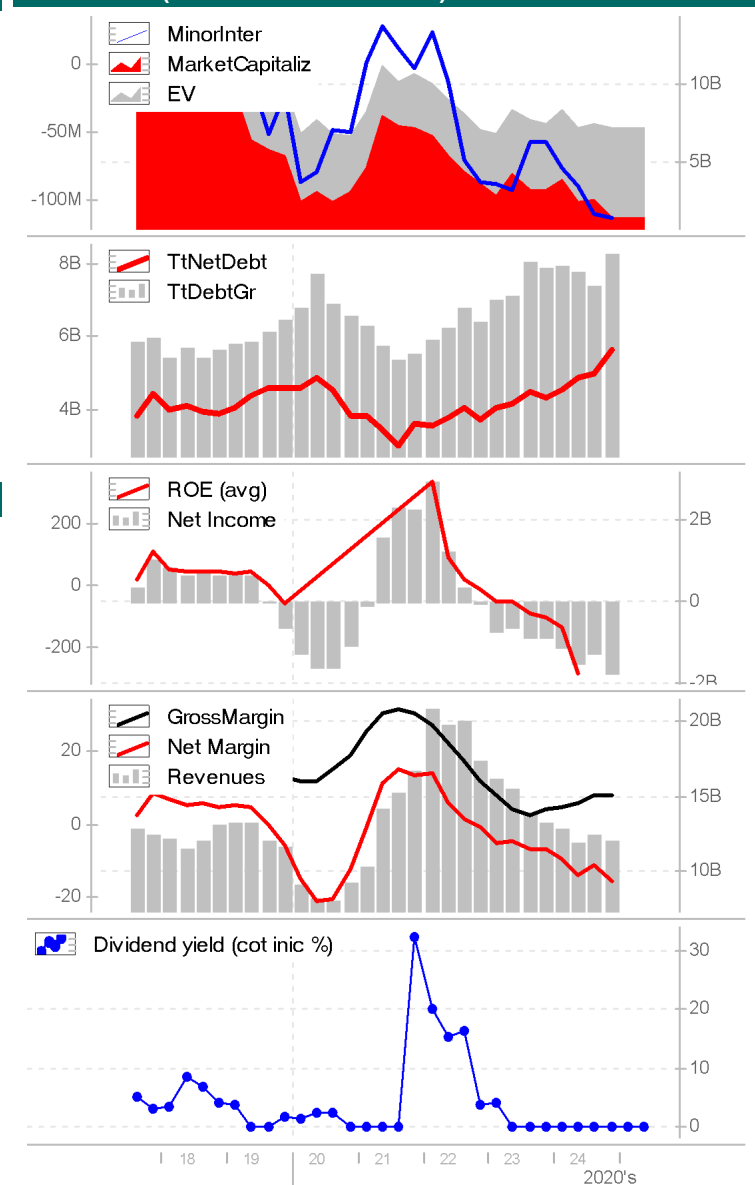 MinorInter
MarketCapitaliz
EV
0
-50M
-100M
10B
5B
TtNetDebt
TtDebtGr
8B
6B
4B
ROE (avg)
Net Income
200
0
-200
2B
0
-2B
GrossMargin
Net Margin
Revenues
20
0
-20
20B
15B
10B
Dividend yield (cot inic %)
30
20
10
0
18 19 20 21 22 23 24
2020's